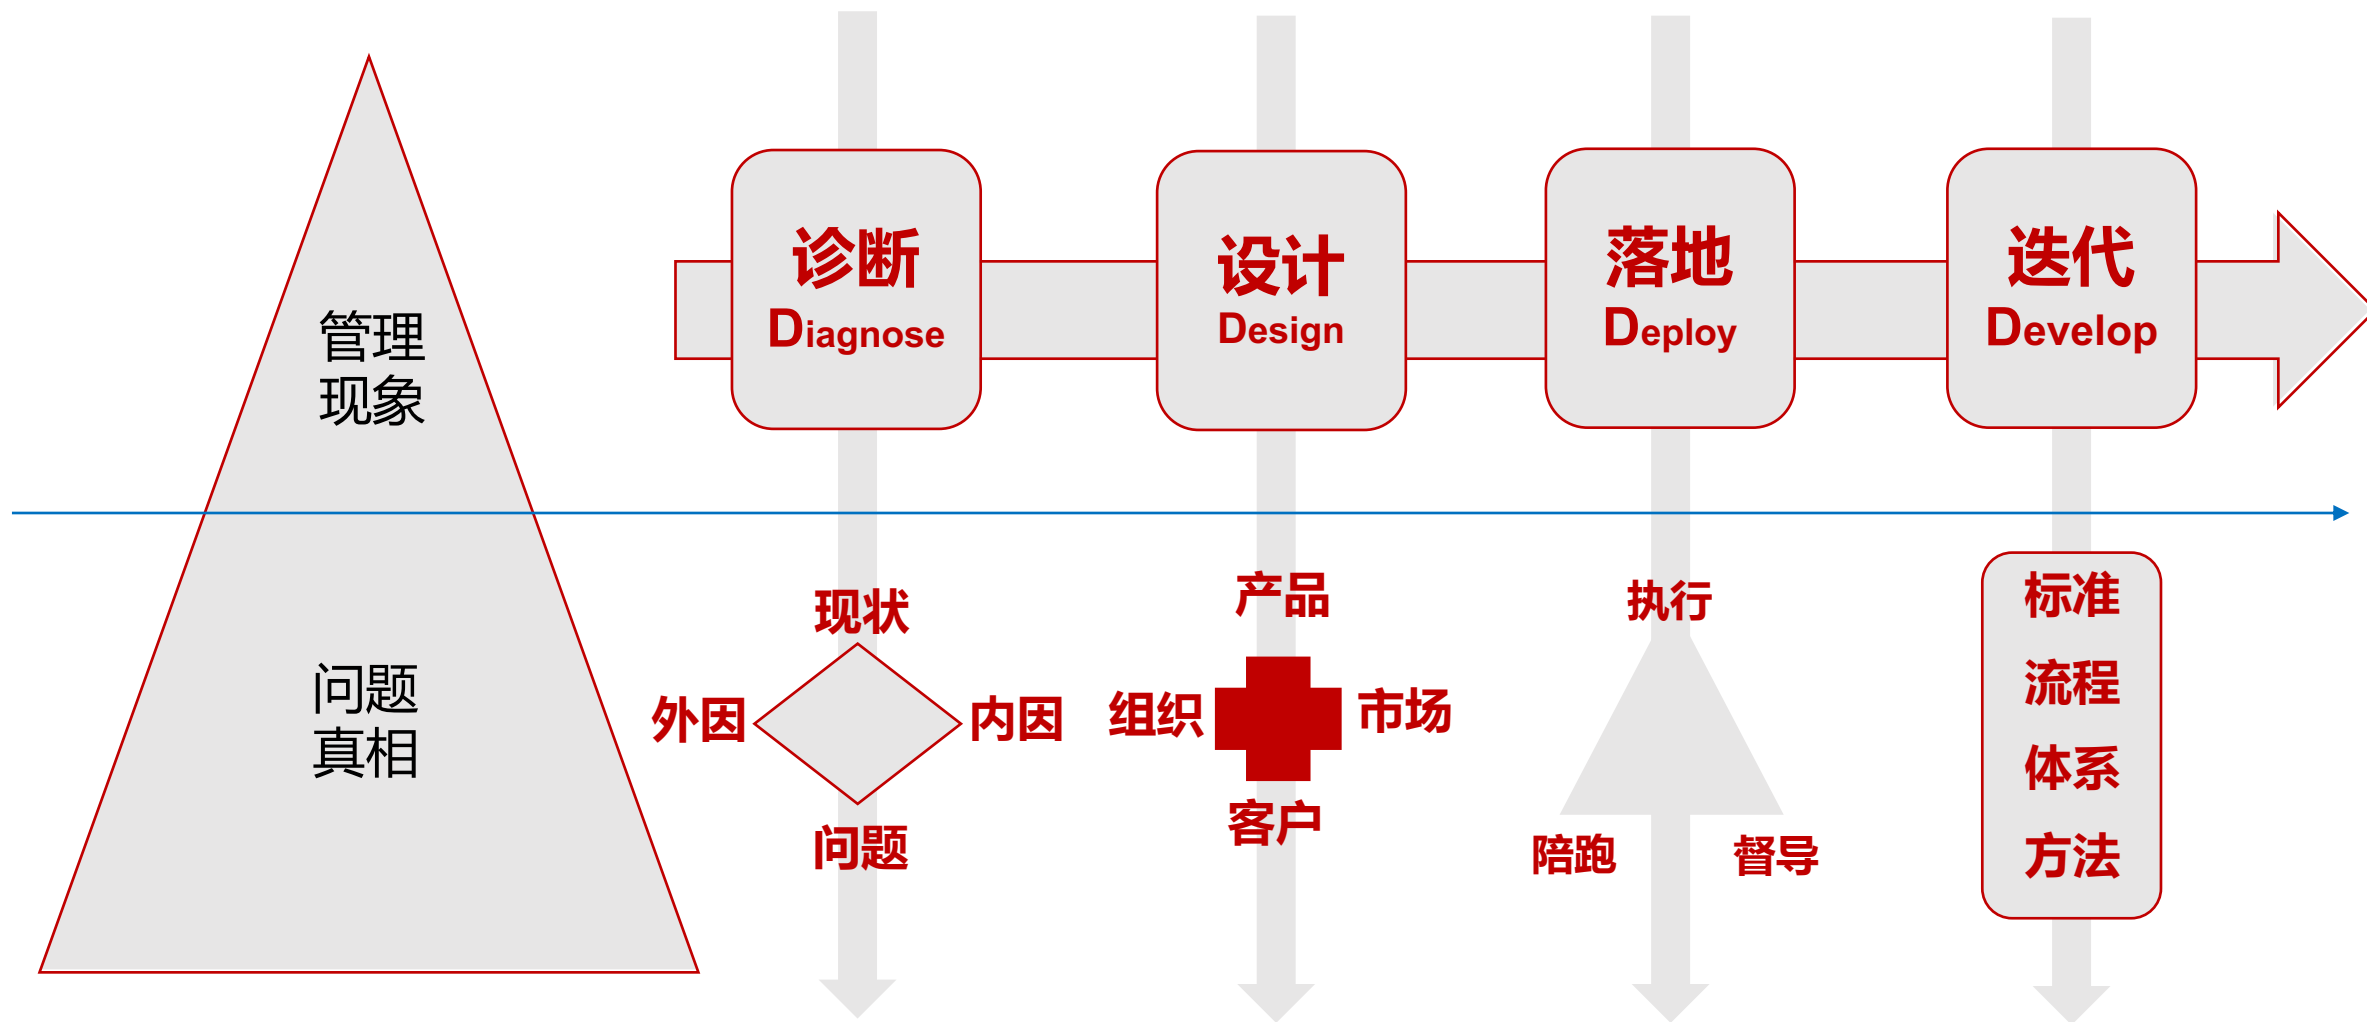 管理
现象
问题
真相
诊断
Diagnose
设计
Design
落地
Deploy
迭代
Develop
现状
外因
内因
问题
产品
组织
市场
客户
执行
陪跑
督导
标准
流程
体系
方法